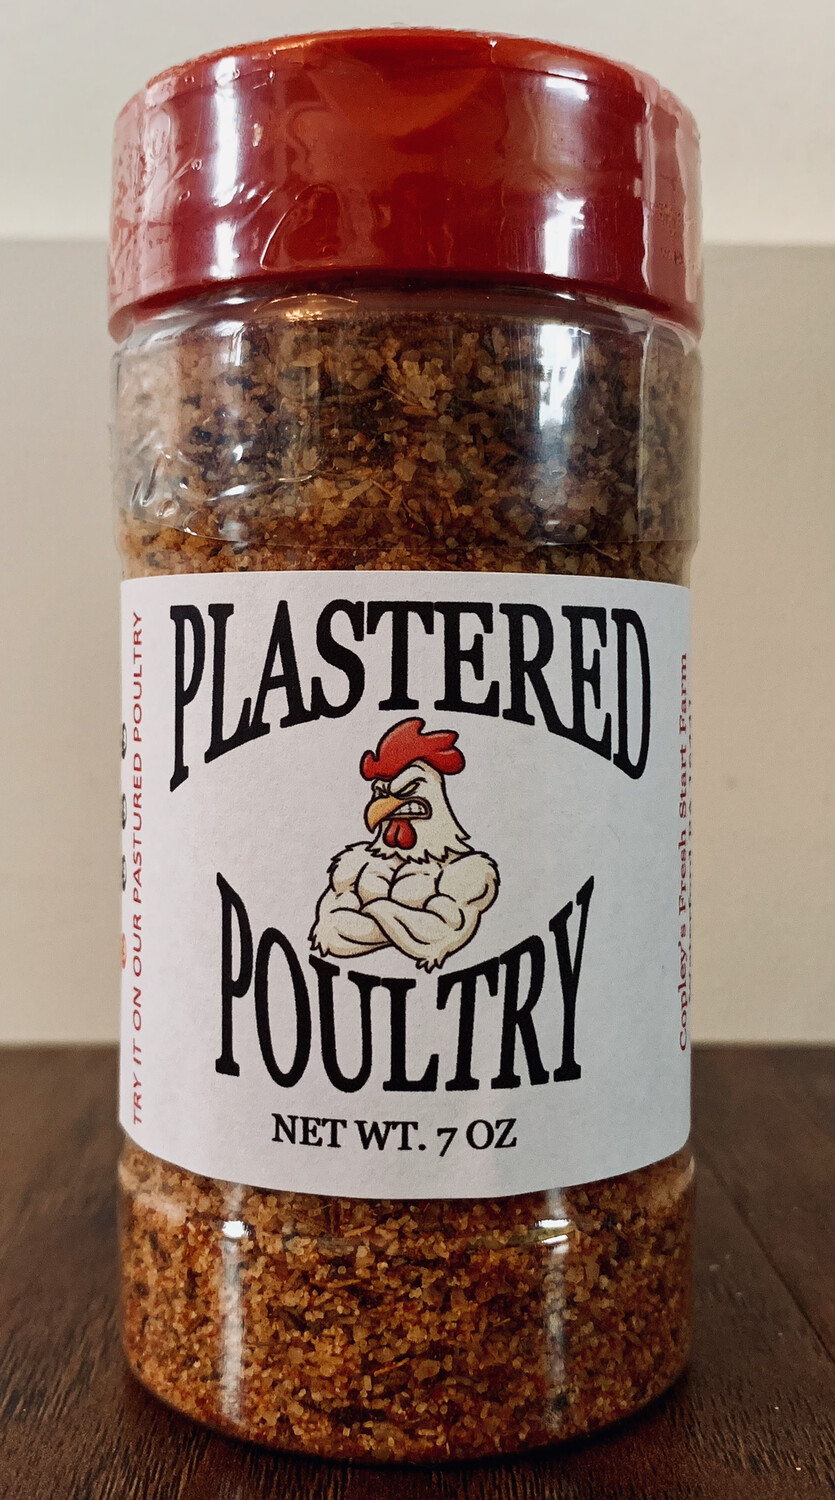 PLASTERED
POULTRY
NET WT. 7 OZ
TRY IT ON OUR PASTURED POULTRY
Copley's Fresh Start Farm